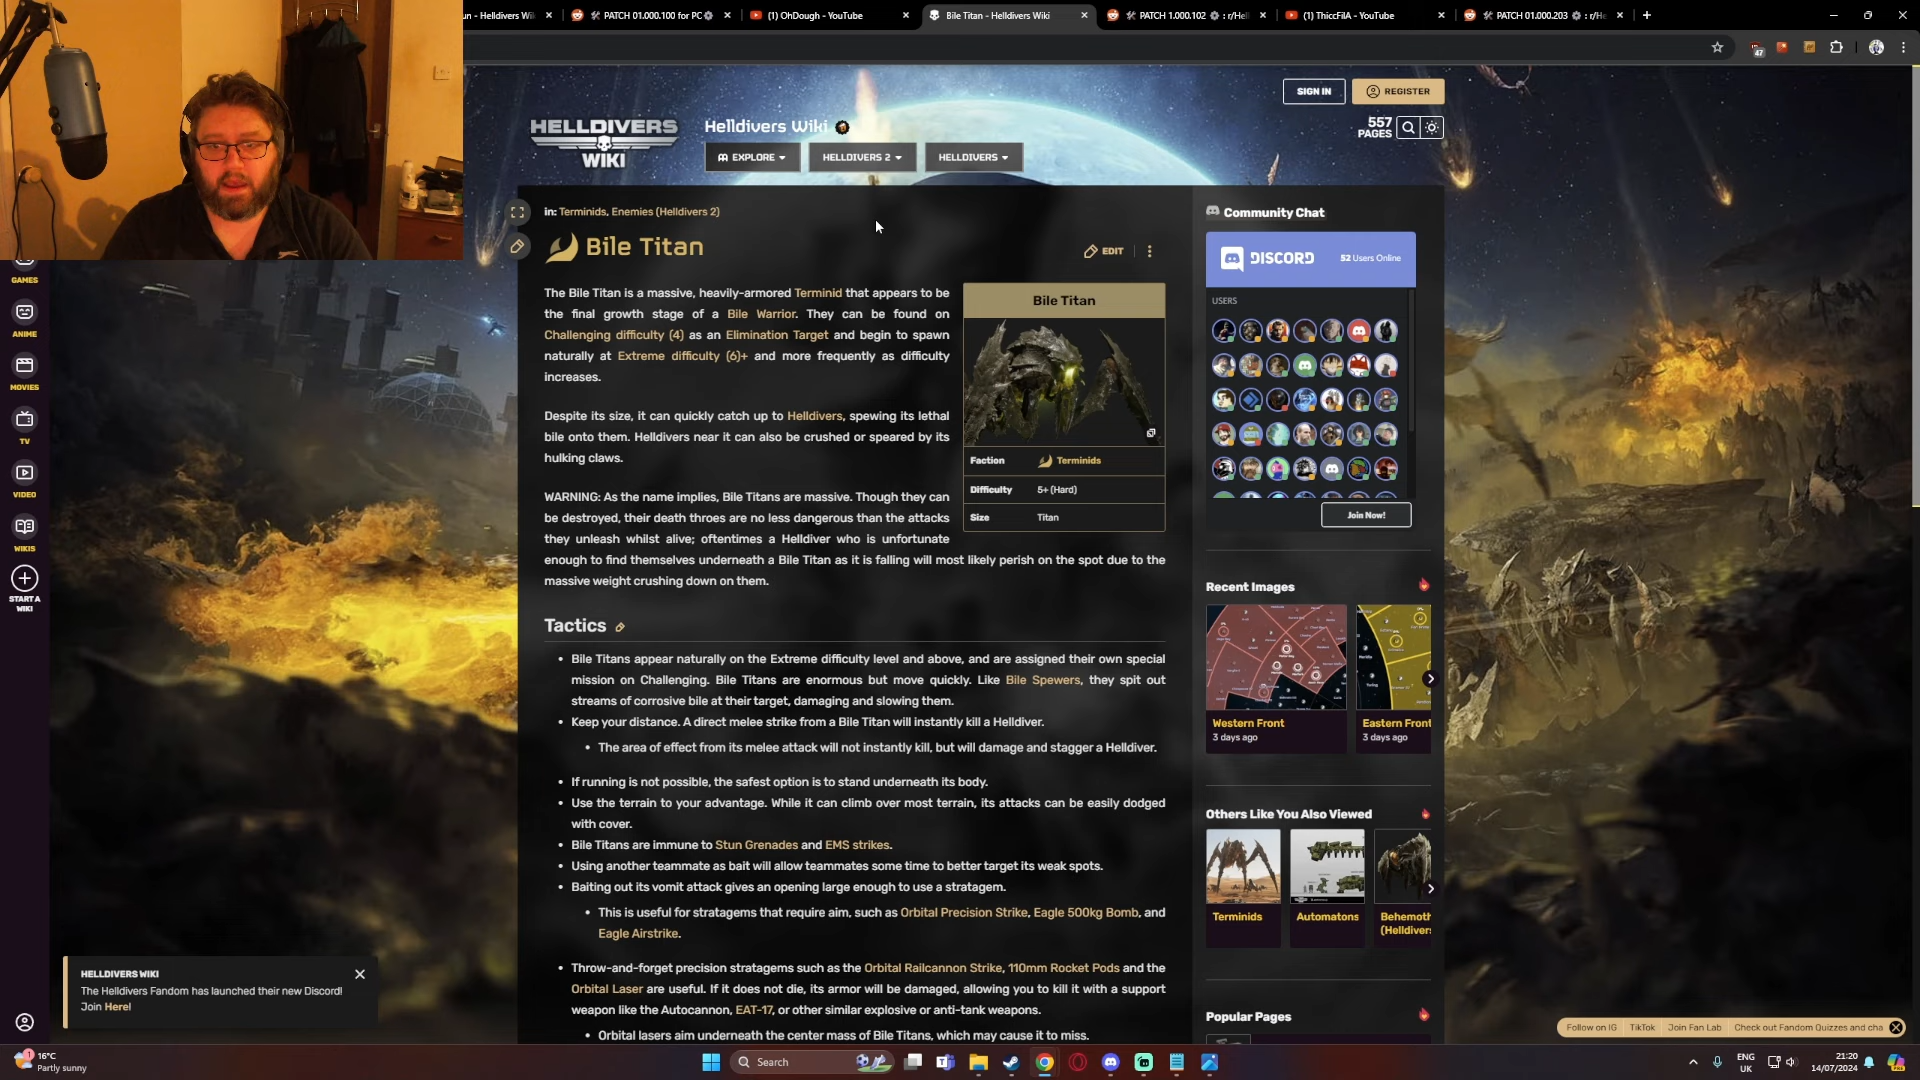 un - Helldivers Wi
PATCH 01.000.100 for PC
(1) OhDough - YouTube
Bile Titan - Helldivers Wiki
PATCH 1.000.102 : r/Hell
(1) ThiccFilA - YouTube
PATCH 01.000.203 : r/He
47
SIGN IN
REGISTER
HELLDIVERS
WIKI
Helldivers Wiki
557
PAGES
EXPLORE
HELLDIVERS 2
HELLDIVERS
GAMES
ANIME
MOVIES
TV
VIDEO
WIKIS
START A
WIKI
in: Terminids, Enemies (Helldivers 2)
Bile Titan
EDIT
The Bile Titan is a massive, heavily-armored Terminid that appears to be
the final growth stage of a Bile Warrior. They can be found on
Challenging difficulty (4) as an Elimination Target and begin to spawn
naturally at Extreme difficulty (6)+ and more frequently as difficulty
increases.
Despite its size, it can quickly catch up to Helldivers, spewing its lethal
bile onto them. Helldivers near it can also be crushed or speared by its
hulking claws.
WARNING: As the name implies, Bile Titans are massive. Though they can
be destroyed, their death throes are no less dangerous than the attacks
they unleash whilst alive; oftentimes a Helldiver who is unfortunate
enough to find themselves underneath a Bile Titan as it is falling will most likely perish on the spot due to the
massive weight crushing down on them.
Bile Titan
Faction Terminids
Difficulty 5+ (Hard)
Size Titan
Tactics
Bile Titans appear naturally on the Extreme difficulty level and above, and are assigned their own special
mission on Challenging. Bile Titans are enormous but move quickly. Like Bile Spewers, they spit out
streams of corrosive bile at their target, damaging and slowing them.
Keep your distance. A direct melee strike from a Bile Titan will instantly kill a Helldiver.
The area of effect from its melee attack will not instantly kill, but will damage and stagger a Helldiver.
If running is not possible, the safest option is to stand underneath its body.
Use the terrain to your advantage. While it can climb over most terrain, its attacks can be easily dodged
with cover.
Bile Titans are immune to Stun Grenades and EMS strikes.
Using another teammate as bait will allow teammates some time to better target its weak spots.
Baiting out its vomit attack gives an opening large enough to use a stratagem.
This is useful for stratagems that require aim, such as Orbital Precision Strike, Eagle 500kg Bomb, and
Eagle Airstrike.
Throw-and-forget precision stratagems such as the Orbital Railcannon Strike, 110mm Rocket Pods and the
Orbital Laser are useful. If it does not die, its armor will be damaged, allowing you to kill it with a support
weapon like the Autocannon, EAT-17, or other similar explosive or anti-tank weapons.
Orbital lasers aim underneath the center mass of Bile Titans, which may cause it to miss.
Community Chat
DISCORD
52 Users Online
USERS
Join Now!
Recent Images
Western Front
3 days ago
Eastern Front
3 days ago
Others Like You Also Viewed
Terminids
Automatons
Behemoth
(Helldivers
Popular Pages
HELLDIVERS WIKI
The Helldivers Fandom has launched their new Discord!
Join Here!
Follow on IG
TikTok
Join Fan Lab
Check out Fandom Quizzes and cha
1
16°C
Partly sunny
Search
ENG
UK
21:20
14/07/2024